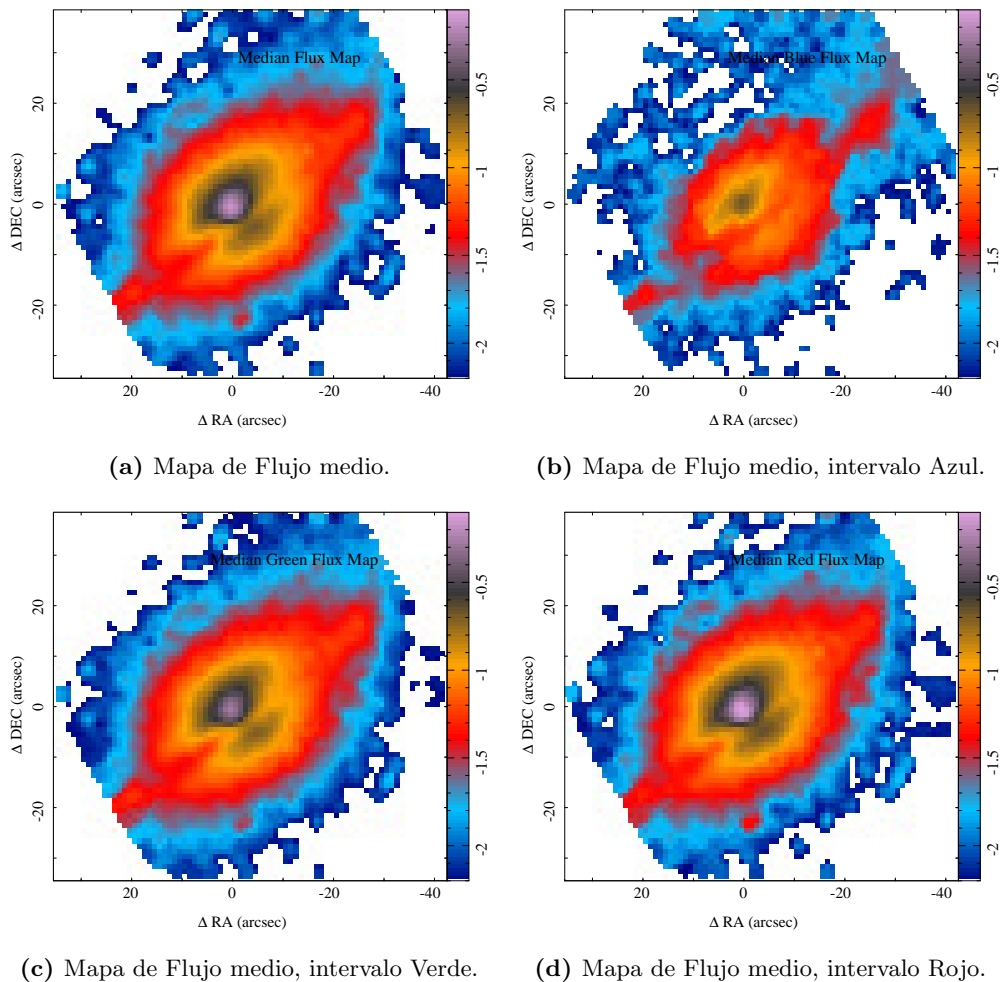 Median Flux Map
-0.5
-1
-1.5
-2
20
0
-20
Δ DEC (arcsec)
20 0 -20 -40
Δ RA (arcsec)
(a) Mapa de Flujo medio.
Median Blue Flux Map
-0.5
-1
-1.5
-2
20
0
-20
Δ DEC (arcsec)
20 0 -20 -40
Δ RA (arcsec)
(b) Mapa de Flujo medio, intervalo Azul.
Median Green Flux Map
-0.5
-1
-1.5
-2
20
0
-20
Δ DEC (arcsec)
20 0 -20 -40
Δ RA (arcsec)
(c) Mapa de Flujo medio, intervalo Verde.
Median Red Flux Map
-0.5
-1
-1.5
-2
20
0
-20
Δ DEC (arcsec)
20 0 -20 -40
Δ RA (arcsec)
(d) Mapa de Flujo medio, intervalo Rojo.